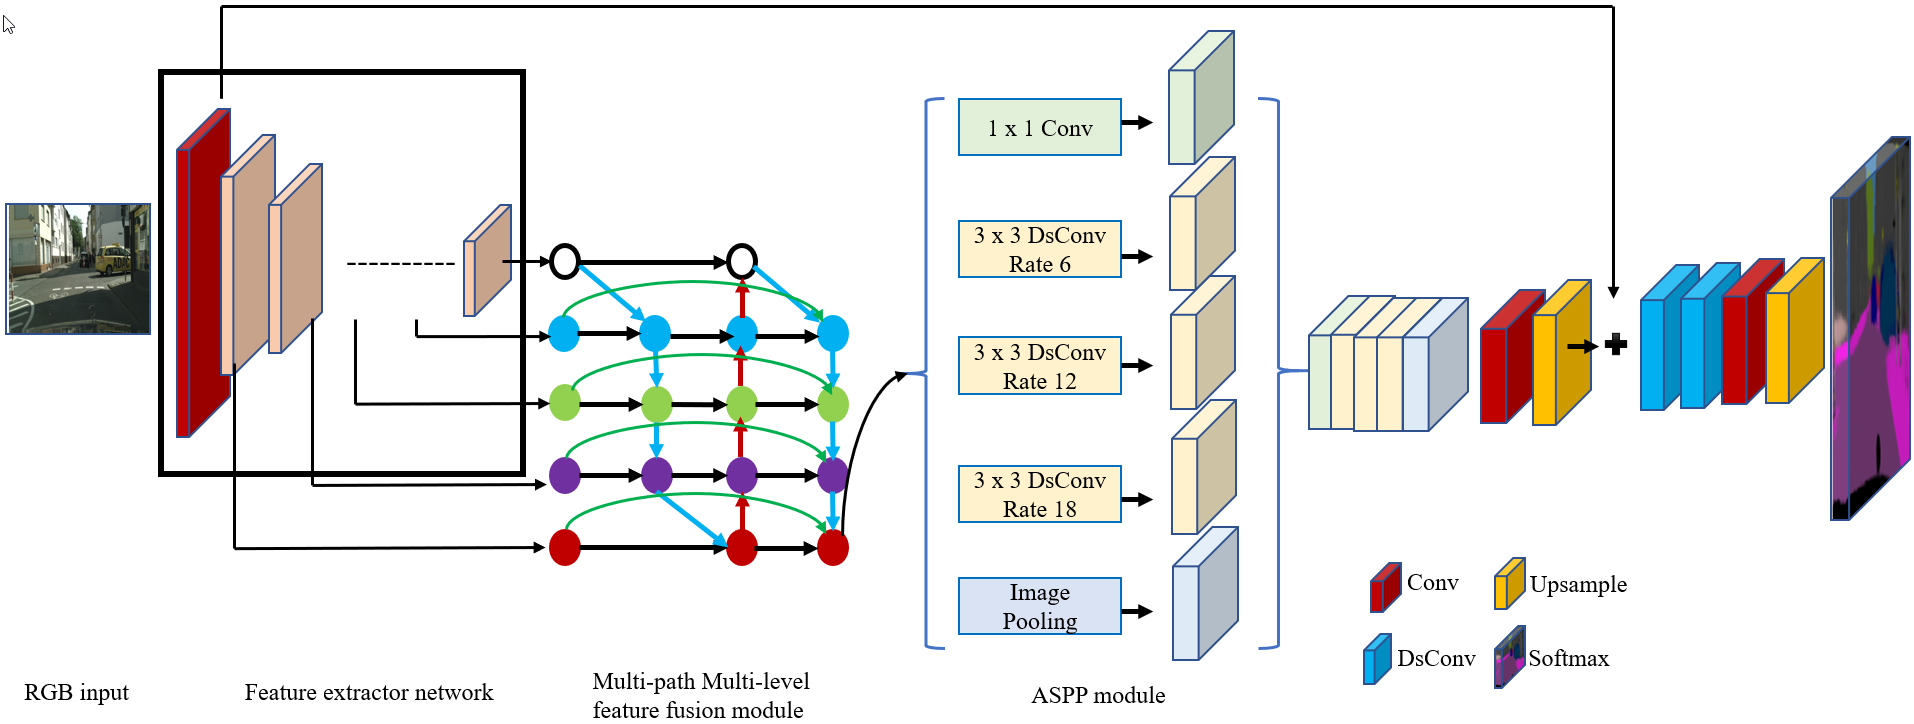 1 x 1 Conv
3 x 3 DsConv
Rate 6
3 x 3 DsConv
Rate 12
3 x 3 DsConv
Rate 18
Image
Pooling
Conv
Upsample
DsConv
Softmax
RGB input
Feature extractor network
Multi-path Multi-level
feature fusion module
ASPP module